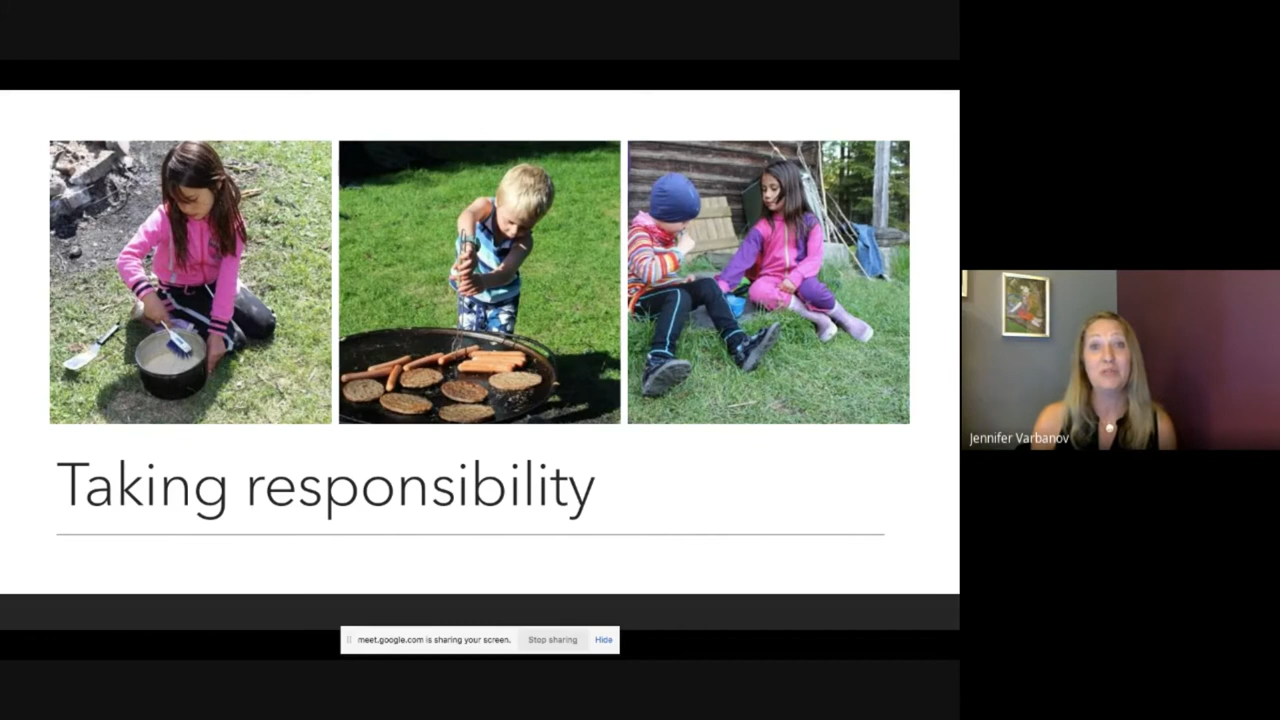 Taking responsibility
Jennifer Varbanov
meet.google.com is sharing your screen. Stop sharing Hide